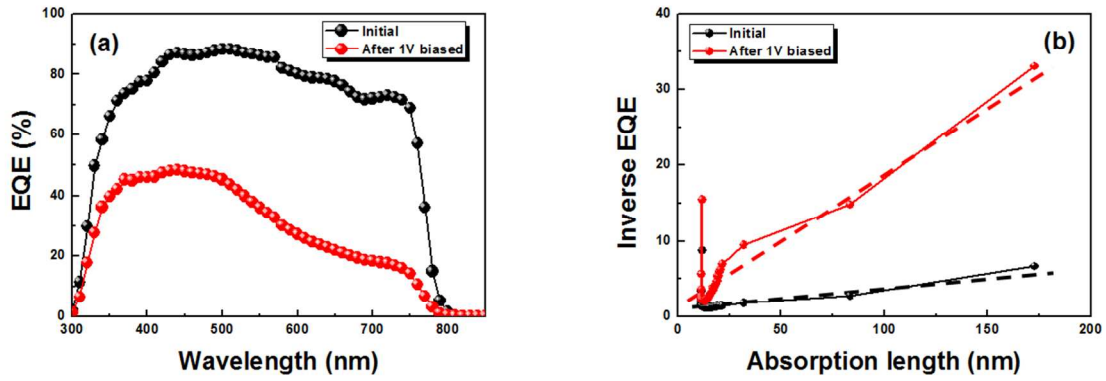 (a)
Initial
After 1V biased
100
80
60
40
20
0
EQE (%)
300
400
500
600
700
800
Wavelength (nm)
(b)
Initial
After 1V biased
40
30
20
10
0
Inverse EQE
0
50
100
150
200
Absorption length (nm)